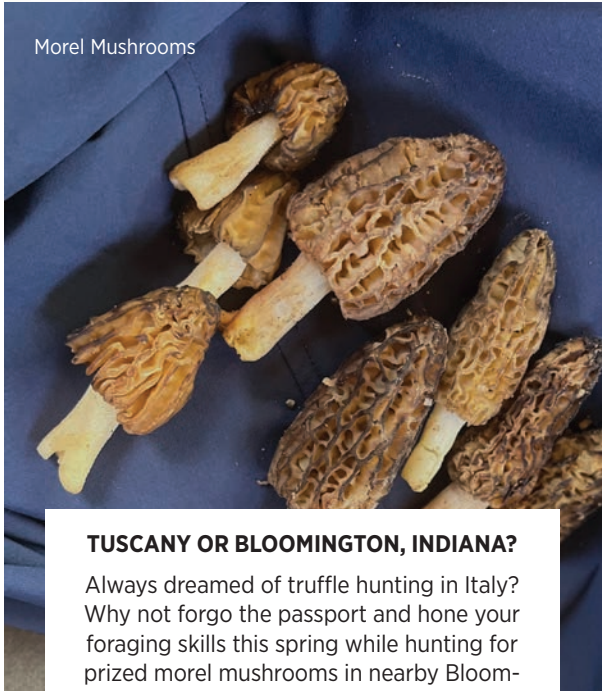 Morel Mushrooms
TUSCANY OR BLOOMINGTON, INDIANA?
Always dreamed of truffle hunting in Italy?
Why not forgo the passport and hone your
foraging skills this spring while hunting for
prized morel mushrooms in nearby Bloom-